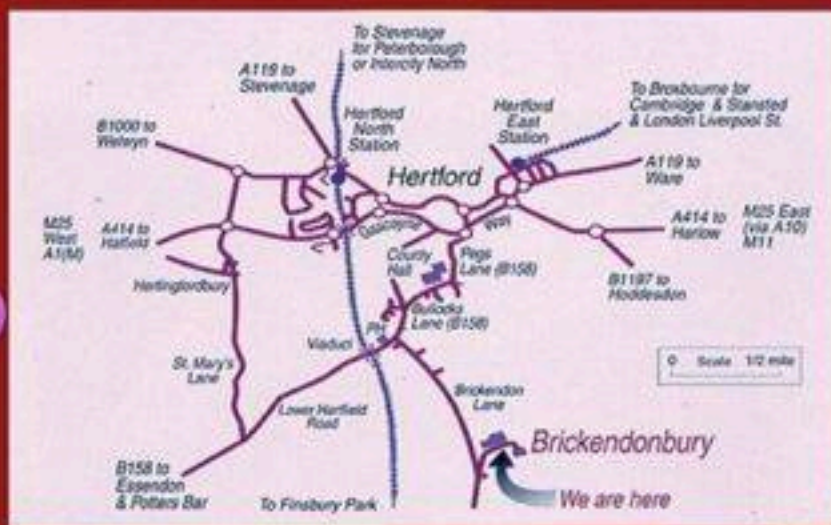 To Stevenage
for Peterborough
or Intercity North
A119 to
Stevenage
Hertford
North
Station
Hertford
East
Station
To Broxbourne for
Cambridge & Stansted
& London Liverpool St.
B1000 to
Welwyn
Hertford
A119 to
Ware
M25
West
A1(M)
A414 to
Hatfield
Gascoyne
Way
A414 to
Harlow
M25 East
(via A10)
M11
County
Hall
Pegs
Lane (B158)
B1197 to
Hoddesdon
Hertingfordbury
Bullocks
Lane (B158)
PH
Viaduct
St. Mary's
Lane
0 Scale 1/2 mile
Brickendon
Lane
Lower Hatfield
Road
Brickendonbury
B158 to
Essendon
& Potters Bar
To Finsbury Park
We are here